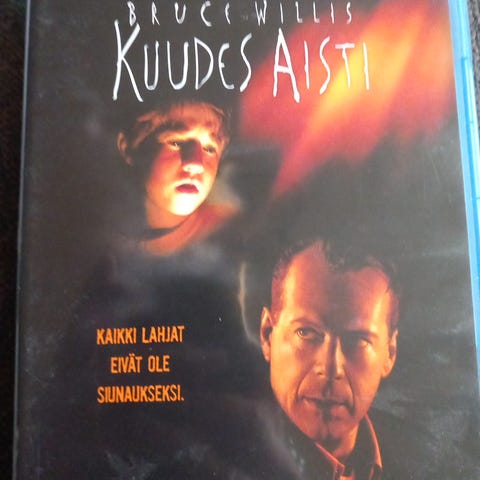 BRUCE WILLIS
KUUDES AISTI
KAIKKI LAHJAT
EIVÄT OLE
SIUNAUKSEKSI.